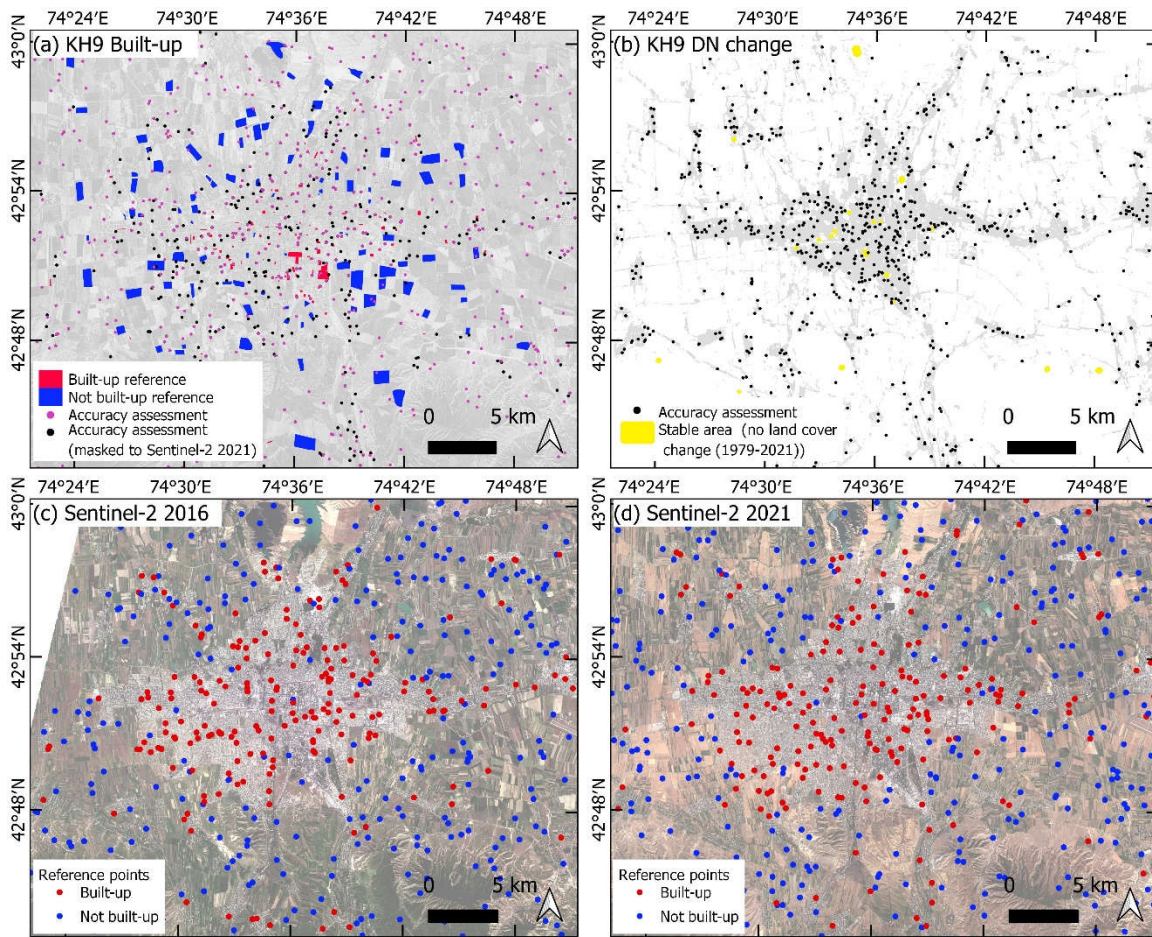 74°24'E 74°30'E 74°36'E 74°42'E 74°48'E 74°24'E 74°30'E 74°36'E 74°42'E 74°48'E
43°0'N
(a) KH9 Built-up
(b) KH9 DN change
42°54'N
42°48'N
Built-up reference
Not built-up reference
Accuracy assessment
Accuracy assessment
(masked to Sentinel-2 2021)
0 5 km
Accuracy assessment
Stable area (no land cover
change (1979-2021))
0 5 km
74°24'E 74°30'E 74°36'E 74°42'E 74°48'E 74°24'E 74°30'E 74°36'E 74°42'E 74°48'E
43°0'N
42°54'N
42°48'N
43°0'N
(c) Sentinel-2 2016
(d) Sentinel-2 2021
42°54'N
42°48'N
Reference points
Built-up
Not built-up
0 5 km
Reference points
Built-up
Not built-up
0 5 km
43°0'N
42°54'N
42°48'N